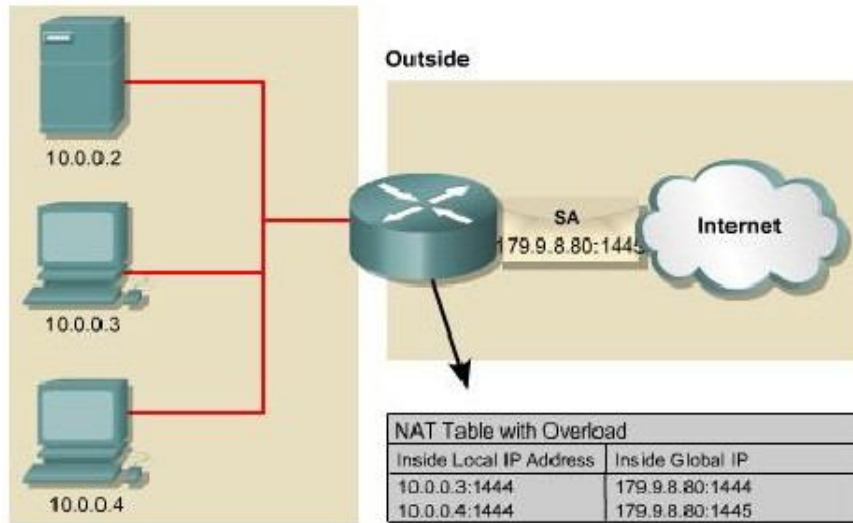 10.0.0.2
10.0.0.3
10.0.0.4
Outside
SA
179.9.8.80:1445
Internet
NAT Table with Overload
Inside Local IP Address Inside Global IP
10.0.0.3:1444 179.9.8.80:1444
10.0.0.4:1444 179.9.8.80:1445